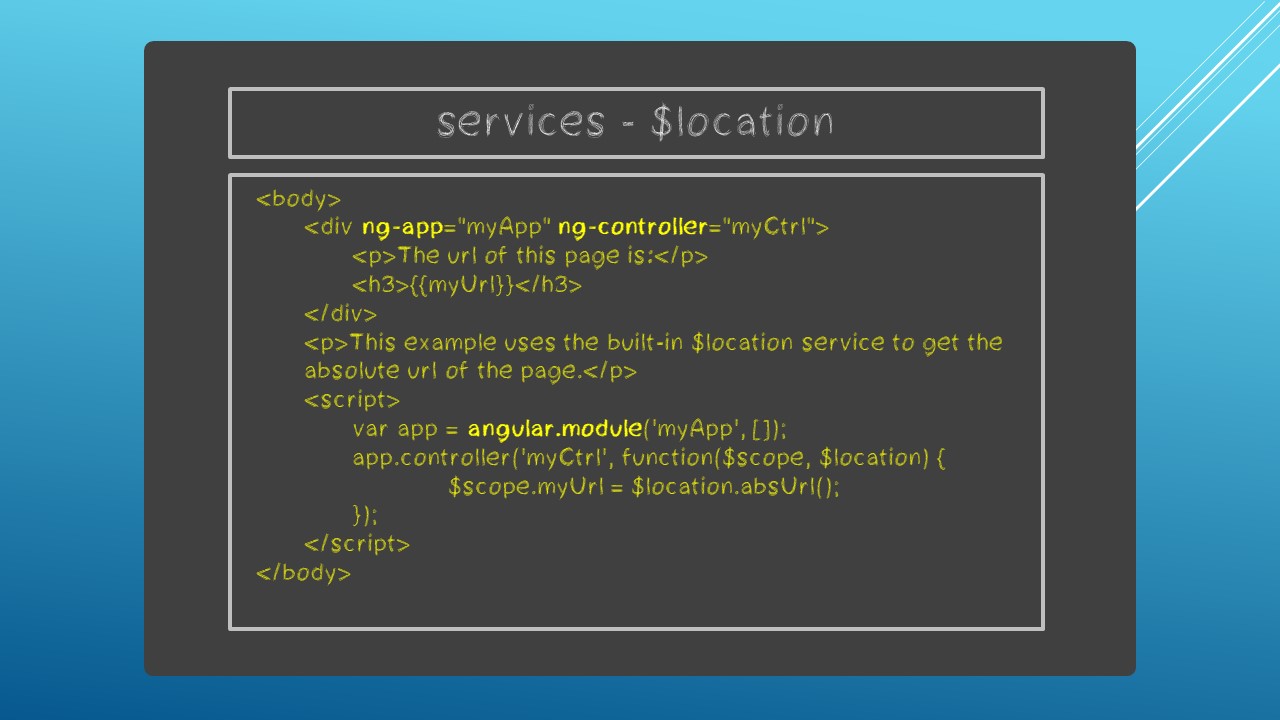 services - $location
<body>
<div ng-app="myApp" ng-controller="myCtrl">
<p>The url of this page is:</p>
<h3>{{myUrl}}</h3>
</div>
<p>This example uses the built-in $location service to get the
absolute url of the page.</p>
<script>
var app = angular.module('myApp', []);
app.controller('myCtrl', function($scope, $location) {
$scope.myUrl = $location.absUrl();
});
</script>
</body>